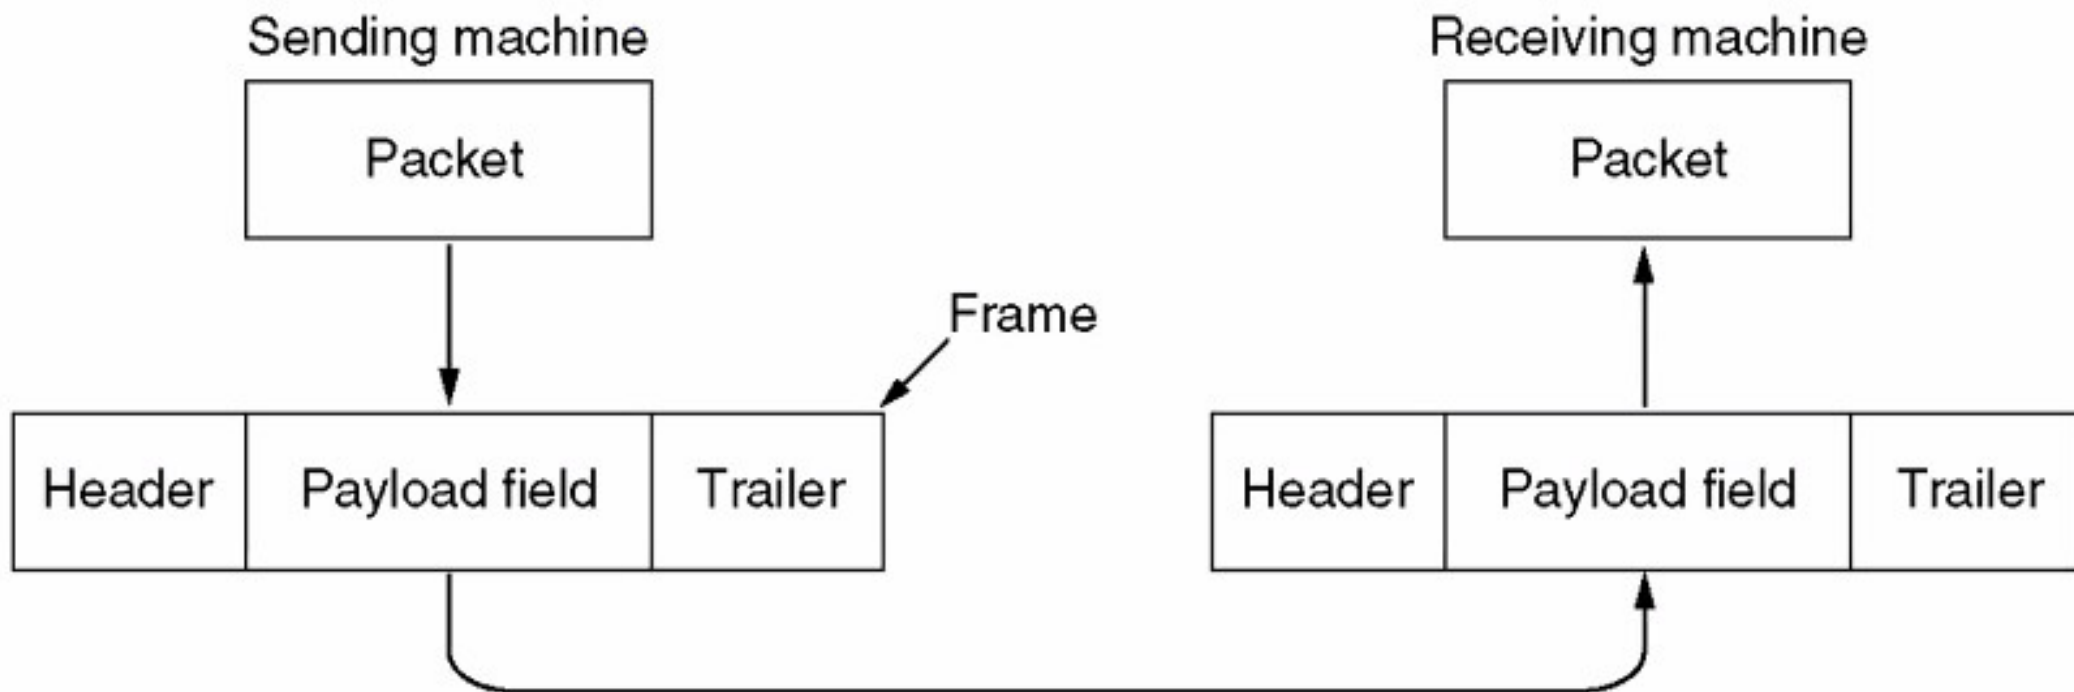 Sending machine
Receiving machine
Packet
Packet
Frame
Header
Payload field
Trailer
Header
Payload field
Trailer